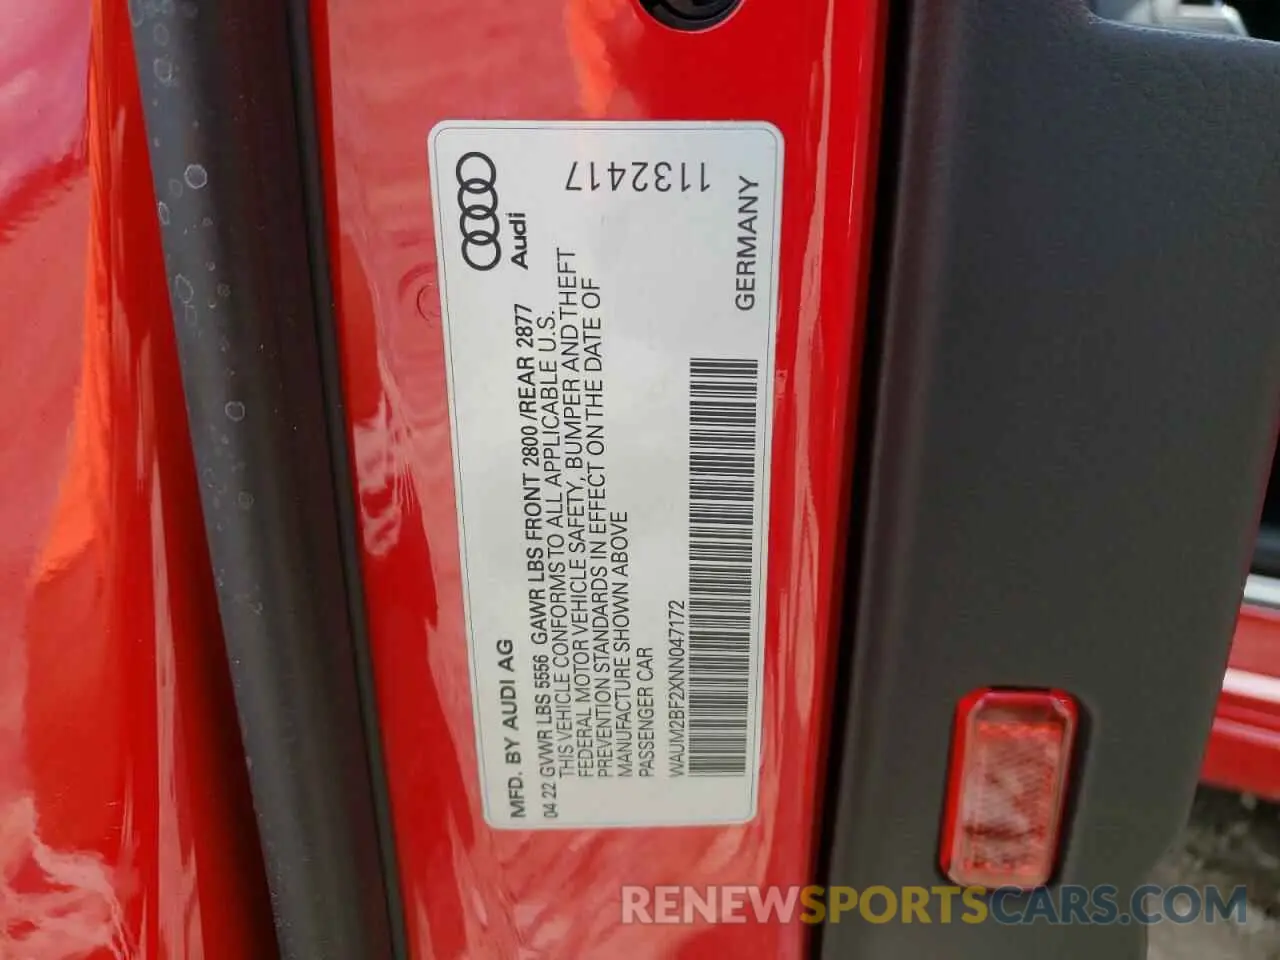 Audi
1132417
MFD. BY AUDI AG
GERMANY
04 22 GVWR LBS 5556 GAWR LBS FRONT 2800 /REAR 2877
THIS VEHICLE CONFORMS TO ALL APPLICABLE U.S.
FEDERAL MOTOR VEHICLE SAFETY, BUMPER AND THEFT
PREVENTION STANDARDS IN EFFECT ON THE DATE OF
MANUFACTURE SHOWN ABOVE
PASSENGER CAR
WAUM2BF2XNN047172
RENEWSPORTSCARS.COM